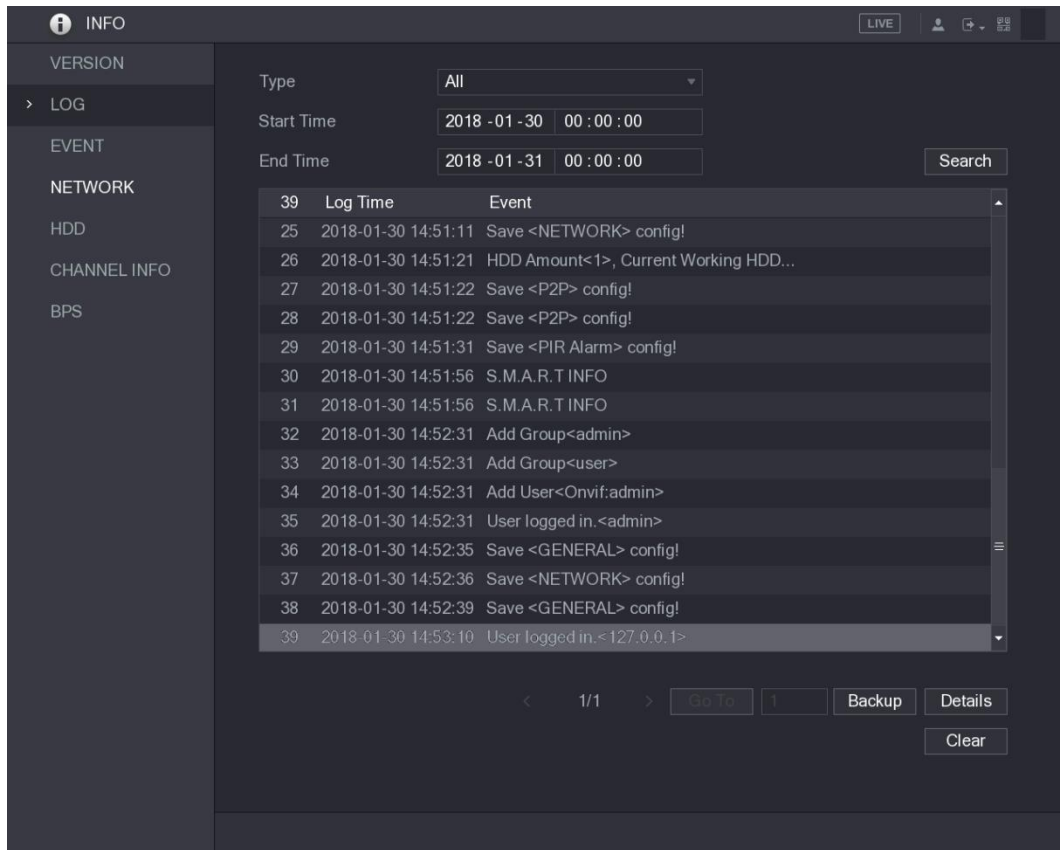 INFO
LIVE
VERSION
LOG
EVENT
NETWORK
HDD
CHANNEL INFO
BPS
Type All
Start Time 2018 -01 -30 00 : 00 : 00
End Time 2018 -01 -31 00 : 00 : 00
Search
39 Log Time Event
25 2018-01-30 14:51:11 Save <NETWORK> config!
26 2018-01-30 14:51:21 HDD Amount<1>, Current Working HDD...
27 2018-01-30 14:51:22 Save <P2P> config!
28 2018-01-30 14:51:22 Save <P2P> config!
29 2018-01-30 14:51:31 Save <PIR Alarm> config!
30 2018-01-30 14:51:56 S.M.A.R.T INFO
31 2018-01-30 14:51:56 S.M.A.R.T INFO
32 2018-01-30 14:52:31 Add Group<admin>
33 2018-01-30 14:52:31 Add Group<user>
34 2018-01-30 14:52:31 Add User<Onvif:admin>
35 2018-01-30 14:52:31 User logged in.<admin>
36 2018-01-30 14:52:35 Save <GENERAL> config!
37 2018-01-30 14:52:36 Save <NETWORK> config!
38 2018-01-30 14:52:39 Save <GENERAL> config!
39 2018-01-30 14:53:10 User logged in.<127.0.0.1>
< 1/1 > Go To 1 Backup Details
Clear